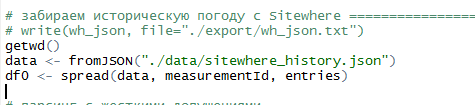 # забираем историческую погоду с Sitewhere ==================
# write(wh_json, file="./export/wh_json.txt")
getwd()
data <- fromJSON("./data/sitewhere_history.json")
df0 <- spread(data, measurementId, entries)